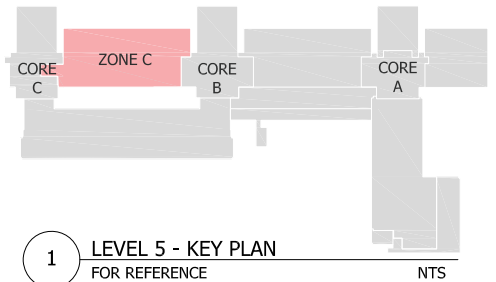 ZONE C
CORE
C
CORE
B
CORE
A
1
LEVEL 5 - KEY PLAN
FOR REFERENCE
NTS